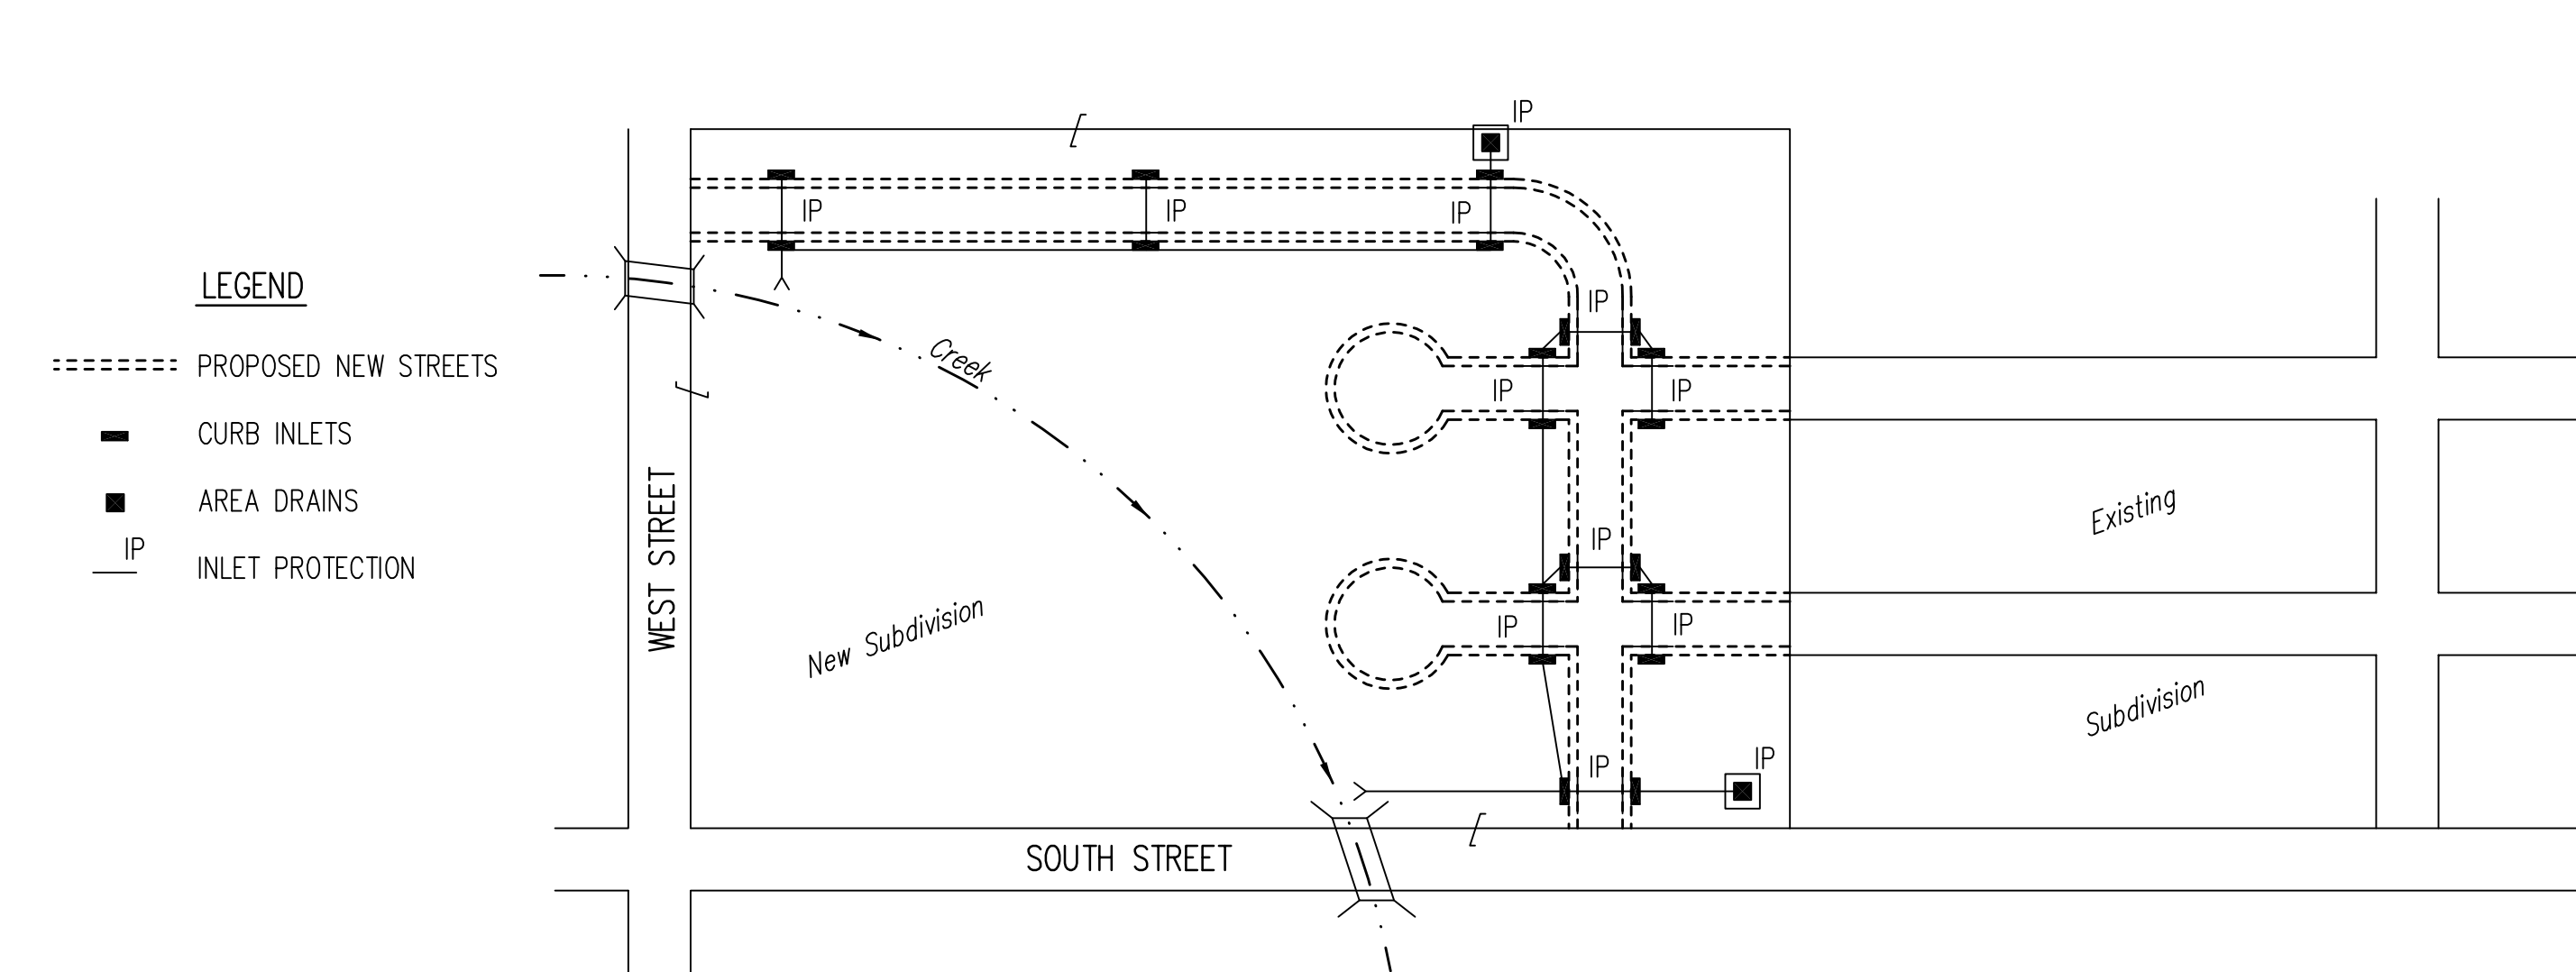 LEGEND
PROPOSED NEW STREETS
CURB INLETS
AREA DRAINS
IP
INLET PROTECTION
IP
IP
IP
IP
IP
Creek
IP
IP
WEST STREET
Existing
IP
New Subdivision
IP
IP
Subdivision
IP
IP
SOUTH STREET